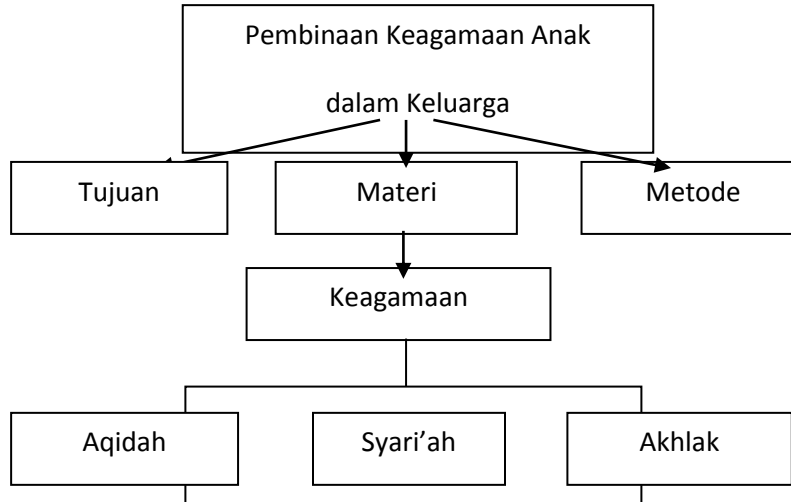 Pembinaan Keagamaan Anak
dalam Keluarga
Tujuan
Materi
Metode
Keagamaan
Aqidah
Syari’ah
Akhlak